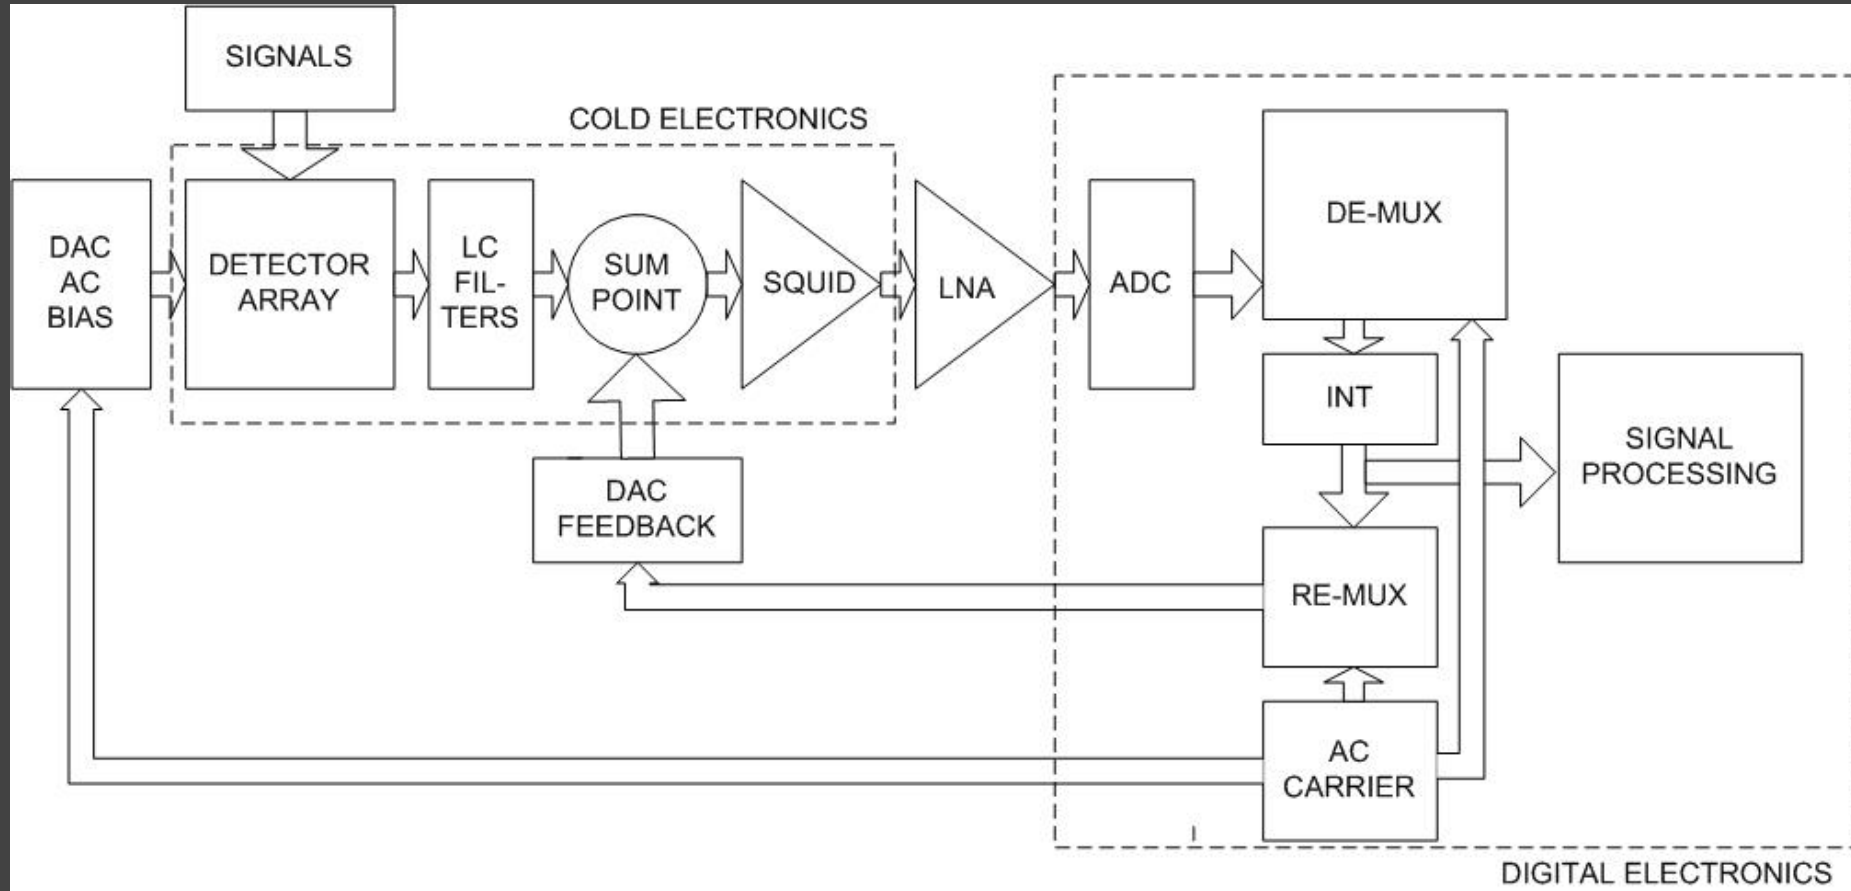 SIGNALS
COLD ELECTRONICS
DAC
AC
BIAS
DETECTOR
ARRAY
LC
FIL-
TERS
SUM
POINT
SQUID
LNA
ADC
DE-MUX
INT
SIGNAL
PROCESSING
DAC
FEEDBACK
RE-MUX
AC
CARRIER
DIGITAL ELECTRONICS